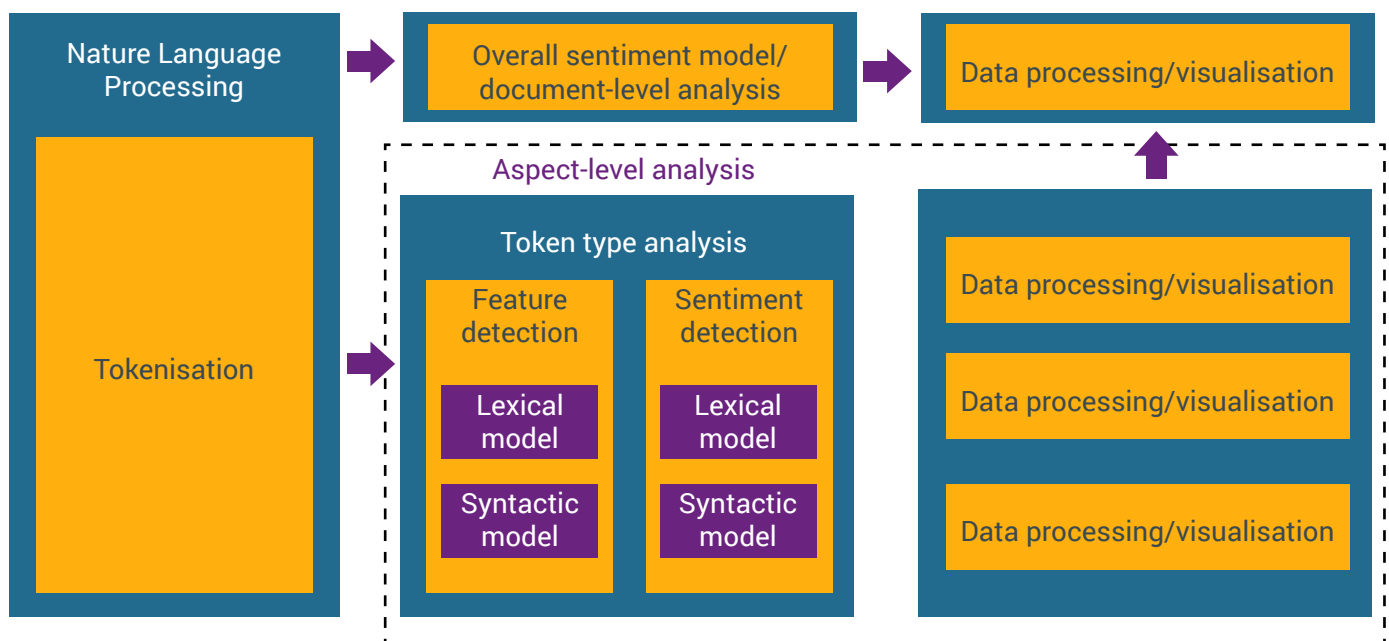 Nature Language
Processing
Tokenisation
Overall sentiment model/
document-level analysis
Data processing/visualisation
Aspect-level analysis
Token type analysis
Feature
detection
Lexical
model
Syntactic
model
Sentiment
detection
Lexical
model
Syntactic
model
Data processing/visualisation
Data processing/visualisation
Data processing/visualisation